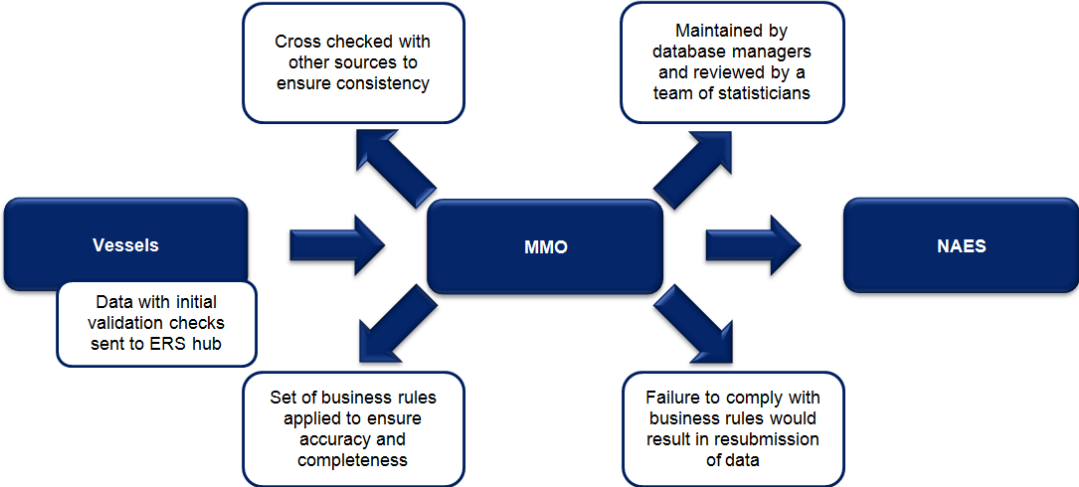 Cross checked with
other sources to
ensure consistency
Maintained by
database managers
and reviewed by a
team of statisticians
Vessels
MMO
NAES
Data with initial
validation checks
sent to ERS hub
Set of business rules
applied to ensure
accuracy and
completeness
Failure to comply with
business rules would
result in resubmission
of data